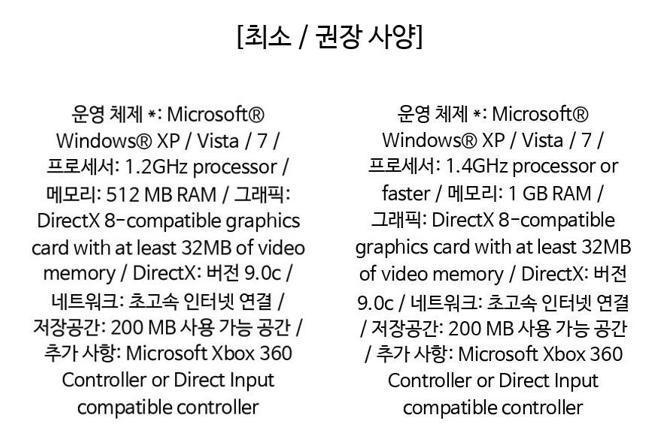 [최소 / 권장 사양]
운영 체제 *: Microsoft®
Windows® XP / Vista / 7 /
프로세서: 1.2GHz processor /
메모리: 512 MB RAM / 그래픽:
DirectX 8-compatible graphics
card with at least 32MB of video
memory / DirectX: 버전 9.0c /
네트워크: 초고속 인터넷 연결 /
저장공간: 200 MB 사용 가능 공간 /
추가 사항: Microsoft Xbox 360
Controller or Direct Input
compatible controller
운영 체제 *: Microsoft®
Windows® XP / Vista / 7 /
프로세서: 1.4GHz processor or
faster / 메모리: 1 GB RAM /
그래픽: DirectX 8-compatible
graphics card with at least 32MB
of video memory / DirectX: 버전
9.0c / 네트워크: 초고속 인터넷 연결
/ 저장공간: 200 MB 사용 가능 공간
/ 추가 사항: Microsoft Xbox 360
Controller or Direct Input
compatible controller